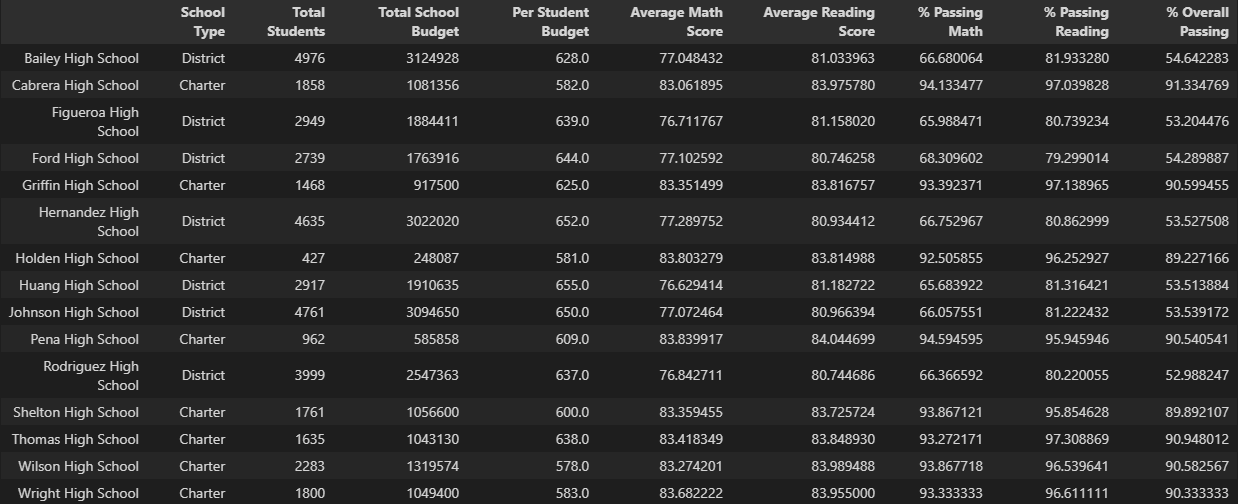 School Type Total Students Total School Budget Per Student Budget Average Math Score Average Reading Score % Passing Math % Passing Reading % Overall Passing
Bailey High School District 4976 3124928 628.0 77.048432 81.033963 66.680064 81.933280 54.642283
Cabrera High School Charter 1858 1081356 582.0 83.061895 83.975780 94.133477 97.039828 91.334769
Figueroa High School District 2949 1884411 639.0 76.711767 81.158020 65.988471 80.739234 53.204476
Ford High School District 2739 1763916 644.0 77.102592 80.746258 68.309602 79.299014 54.289887
Griffin High School Charter 1468 917500 625.0 83.351499 83.816757 93.392371 97.138965 90.599455
Hernandez High School District 4635 3022020 652.0 77.289752 80.934412 66.752967 80.862999 53.527508
Holden High School Charter 427 248087 581.0 83.803279 83.814988 92.505855 96.252927 89.227166
Huang High School District 2917 1910635 655.0 76.629414 81.182722 65.683922 81.316421 53.513884
Johnson High School District 4761 3094650 650.0 77.072464 80.966394 66.057551 81.222432 53.539172
Pena High School Charter 962 585858 609.0 83.839917 84.044699 94.594595 95.945946 90.540541
Rodriguez High School District 3999 2547363 637.0 76.842711 80.744686 66.366592 80.220055 52.988247
Shelton High School Charter 1761 1056600 600.0 83.359455 83.725724 93.867121 95.854628 89.892107
Thomas High School Charter 1635 1043130 638.0 83.418349 83.848930 93.272171 97.308869 90.948012
Wilson High School Charter 2283 1319574 578.0 83.274201 83.989488 93.867718 96.539641 90.582567
Wright High School Charter 1800 1049400 583.0 83.682222 83.955000 93.333333 96.611111 90.333333